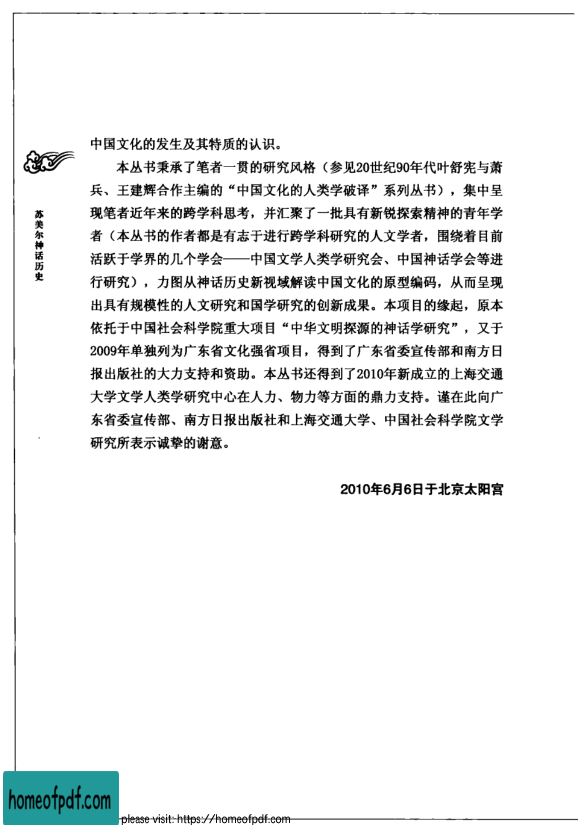 中国文化的发生及其特质的认识。
本丛书秉承了笔者一贯的研究风格（参见20世纪90年代叶舒宪与萧
兵、王建辉合作主编的“中国文化的人类学破译”系列丛书），集中呈
现笔者近年来的跨学科思考，并汇聚了一批具有新锐探索精神的青年学
者（本丛书的作者都是有志于进行跨学科研究的人文学者，围绕着目前
活跃于学界的几个学会——中国文学人类学研究会、中国神话学会等进
行研究），力图从神话历史新视域解读中国文化的原型编码，从而呈现
出具有规模性的人文研究和国学研究的创新成果。本项目的缘起，原本
依托于中国社会科学院重大项目“中华文明探源的神话学研究”，又于
2009年单独列为广东省文化强省项目，得到了广东省委宣传部和南方日
报出版社的大力支持和资助。本丛书还得到了2010年新成立的上海交通
大学文学人类学研究中心在人力、物力等方面的鼎力支持。谨在此向广
东省委宣传部、南方日报出版社和上海交通大学、中国社会科学院文学
研究所表示诚挚的谢意。
2010年6月6日于北京太阳宫
苏美尔神话历史
homeofpdf.com
please visit: https://homeofpdf.com